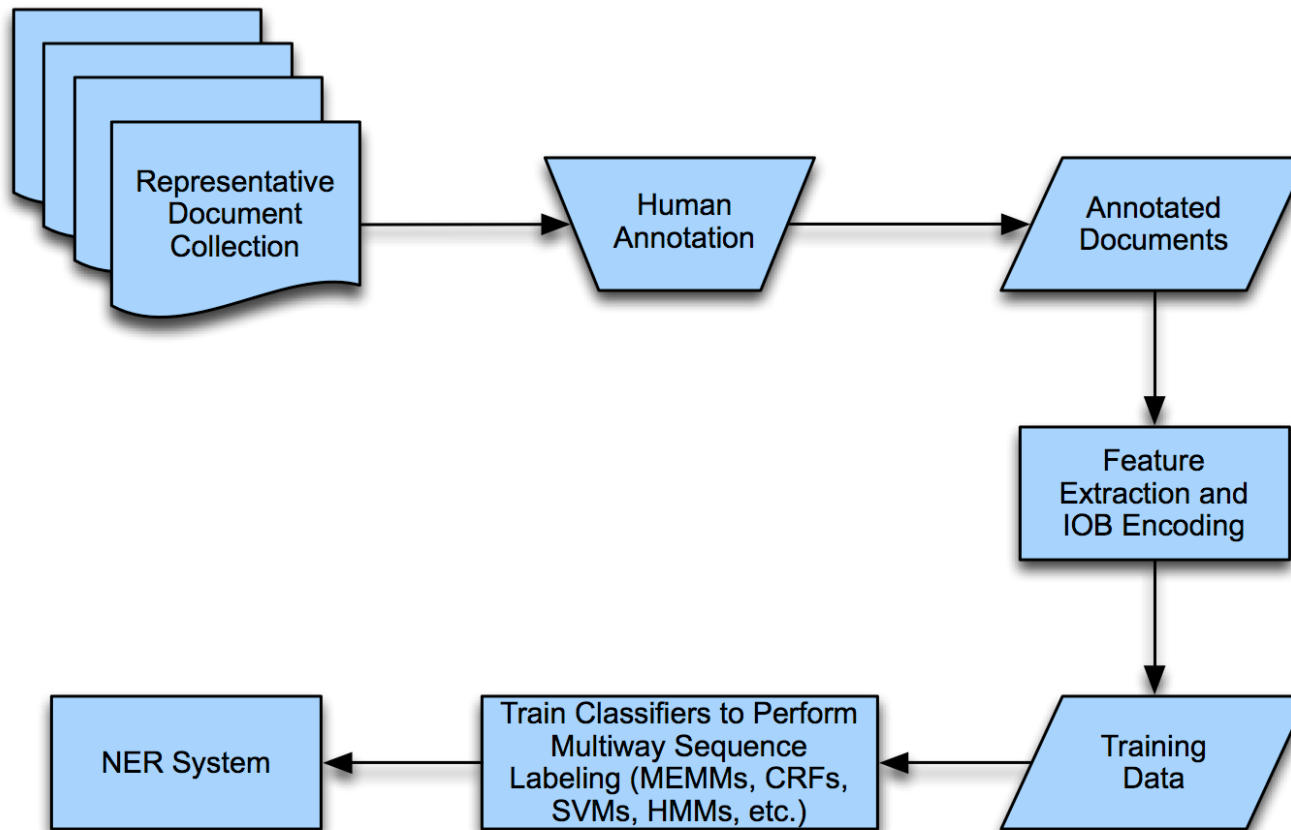 Representative
Document
Collection
Human
Annotation
Annotated
Documents
Feature
Extraction and
IOB Encoding
Training
Data
Train Classifiers to Perform
Multiway Sequence
Labeling (MEMMs, CRFs,
SVMs, HMMs, etc.)
NER System